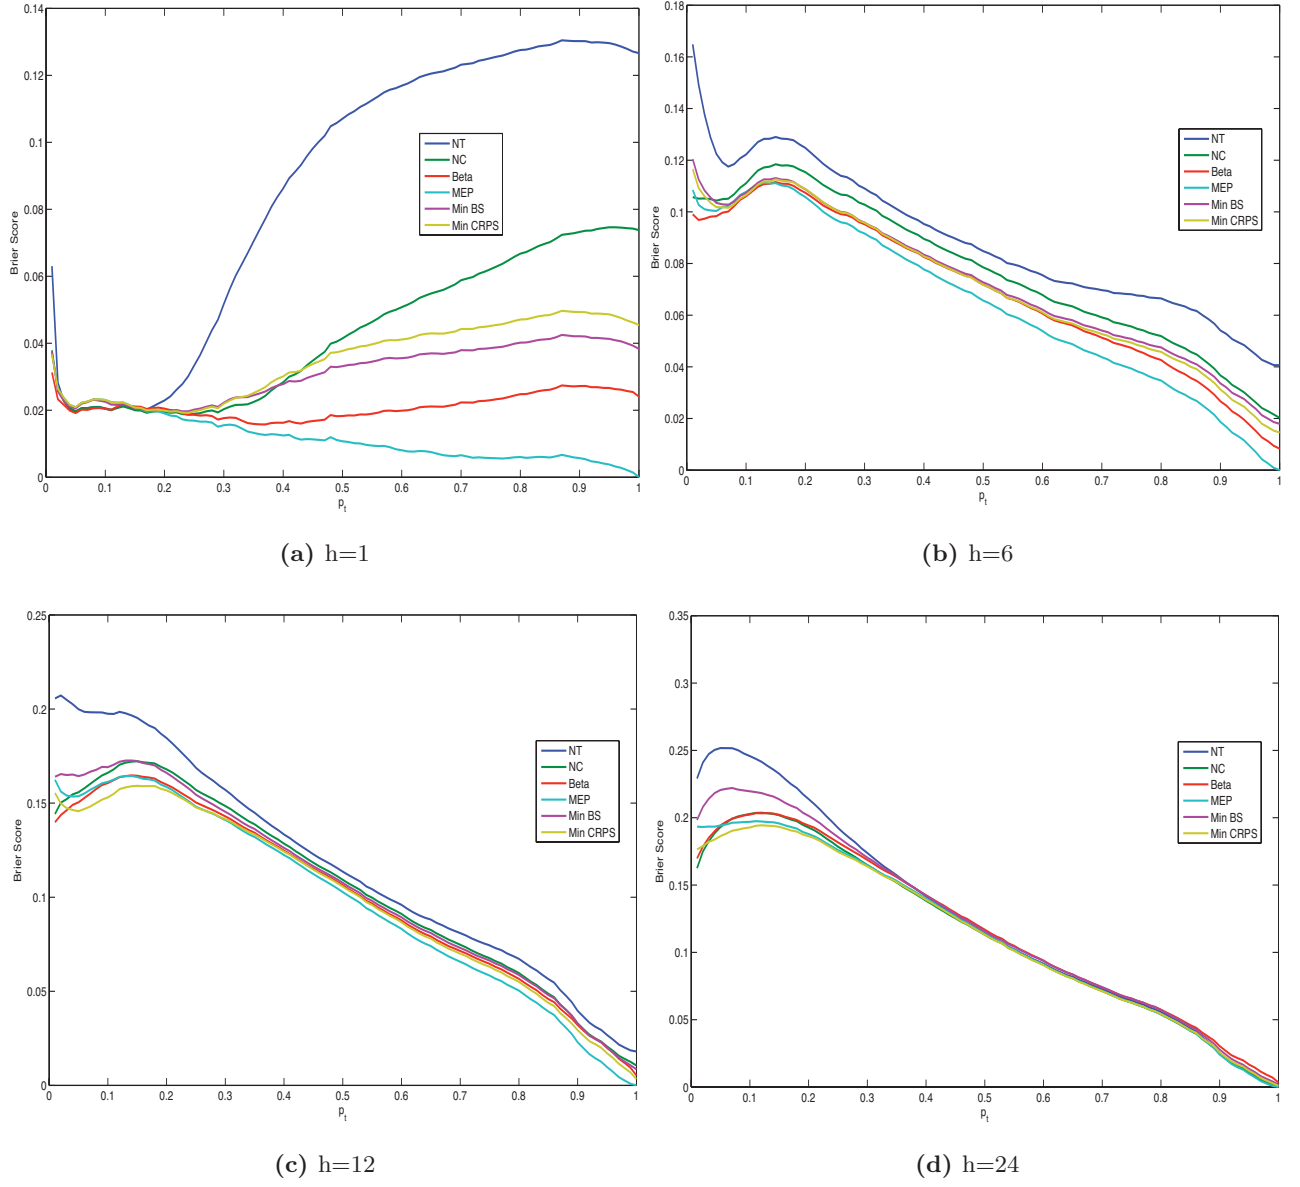 0.14
0.12
0.1
0.08
0.06
0.04
0.02
0
Brier Score
NT
NC
Beta
MEP
Min BS
Min CRPS
0 0.1 0.2 0.3 0.4 0.5 0.6 0.7 0.8 0.9 1
p_t
(a) h=1
0.18
0.16
0.14
0.12
0.1
0.08
0.06
0.04
0.02
0
Brier Score
NT
NC
Beta
MEP
Min BS
Min CRPS
0 0.1 0.2 0.3 0.4 0.5 0.6 0.7 0.8 0.9 1
p_t
(b) h=6
0.25
0.2
0.15
0.1
0.05
0
Brier Score
NT
NC
Beta
MEP
Min BS
Min CRPS
0 0.1 0.2 0.3 0.4 0.5 0.6 0.7 0.8 0.9 1
p_t
(c) h=12
0.35
0.3
0.25
0.2
0.15
0.1
0.05
0
Brier Score
NT
NC
Beta
MEP
Min BS
Min CRPS
0 0.1 0.2 0.3 0.4 0.5 0.6 0.7 0.8 0.9 1
p_t
(d) h=24